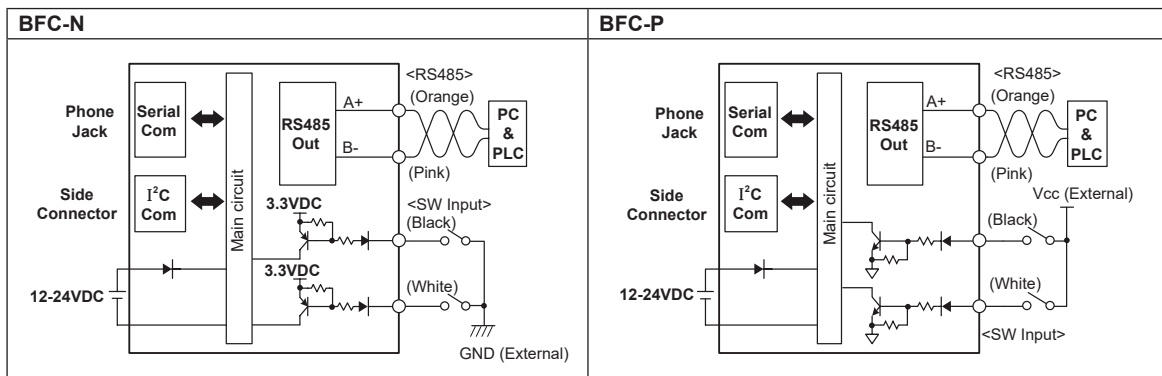 BFC-N
<RS485>
(Orange)
Phone
Jack
Serial
Com
RS485
Out
A+
B-
PC
&
PLC
(Pink)
Side
Connector
I²C
Com
Main circuit
3.3VDC
<SW Input>
(Black)
3.3VDC
(White)
12-24VDC
GND (External)
BFC-P
<RS485>
(Orange)
Phone
Jack
Serial
Com
RS485
Out
A+
B-
PC
&
PLC
(Pink)
Side
Connector
I²C
Com
Main circuit
Vcc (External)
(Black)
12-24VDC
(White)
<SW Input>